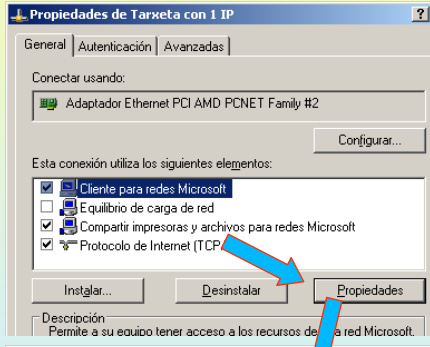 Propiedades de Tarxeta con 1 IP
General Autenticación Avanzadas
Conectar usando:
Adaptador Ethernet PCI AMD PCNET Family #2
Configurar...
Esta conexión utiliza los siguientes elementos:
Cliente para redes Microsoft
Equilibrio de carga de red
Compartir impresoras y archivos para redes Microsoft
Protocolo de Internet (TCP
Instalar... Desinstalar Propiedades
Descripción
Permite a su equipo tener acceso a los recursos de red Microsoft.